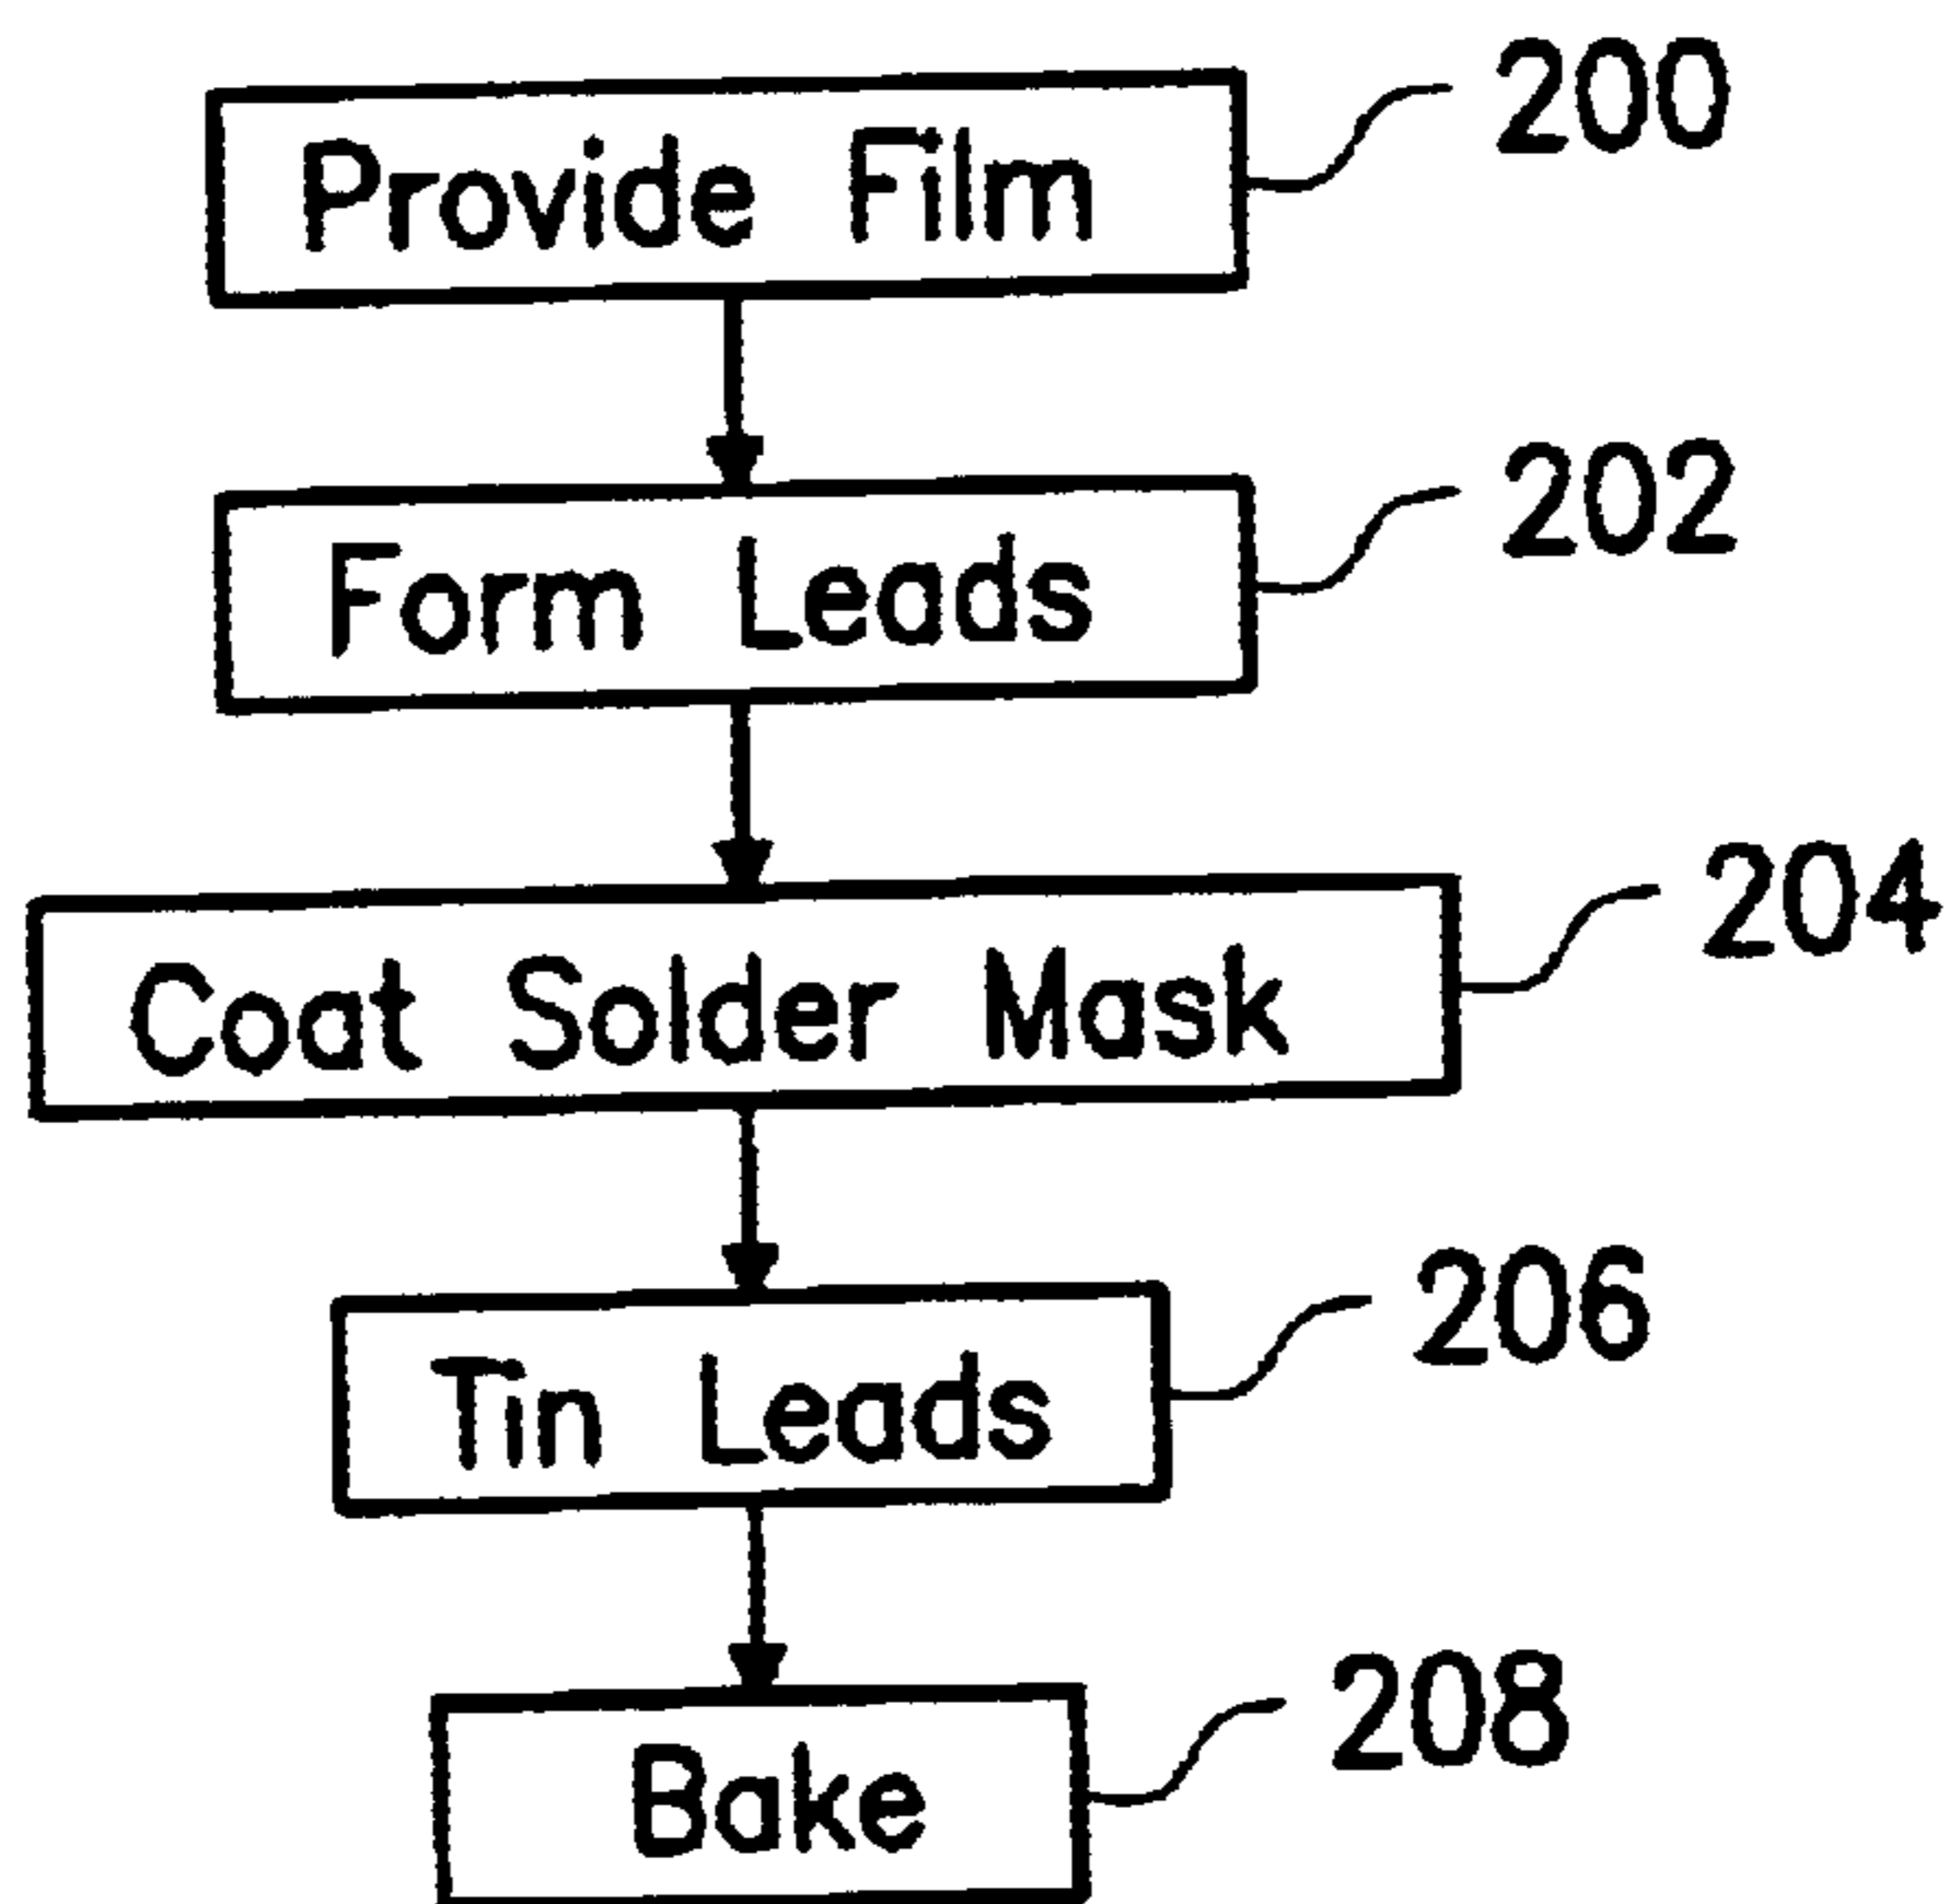 Provide Film 200
Form Leads 202
Coat Solder Mask 204
Tin Leads 206
Bake 208